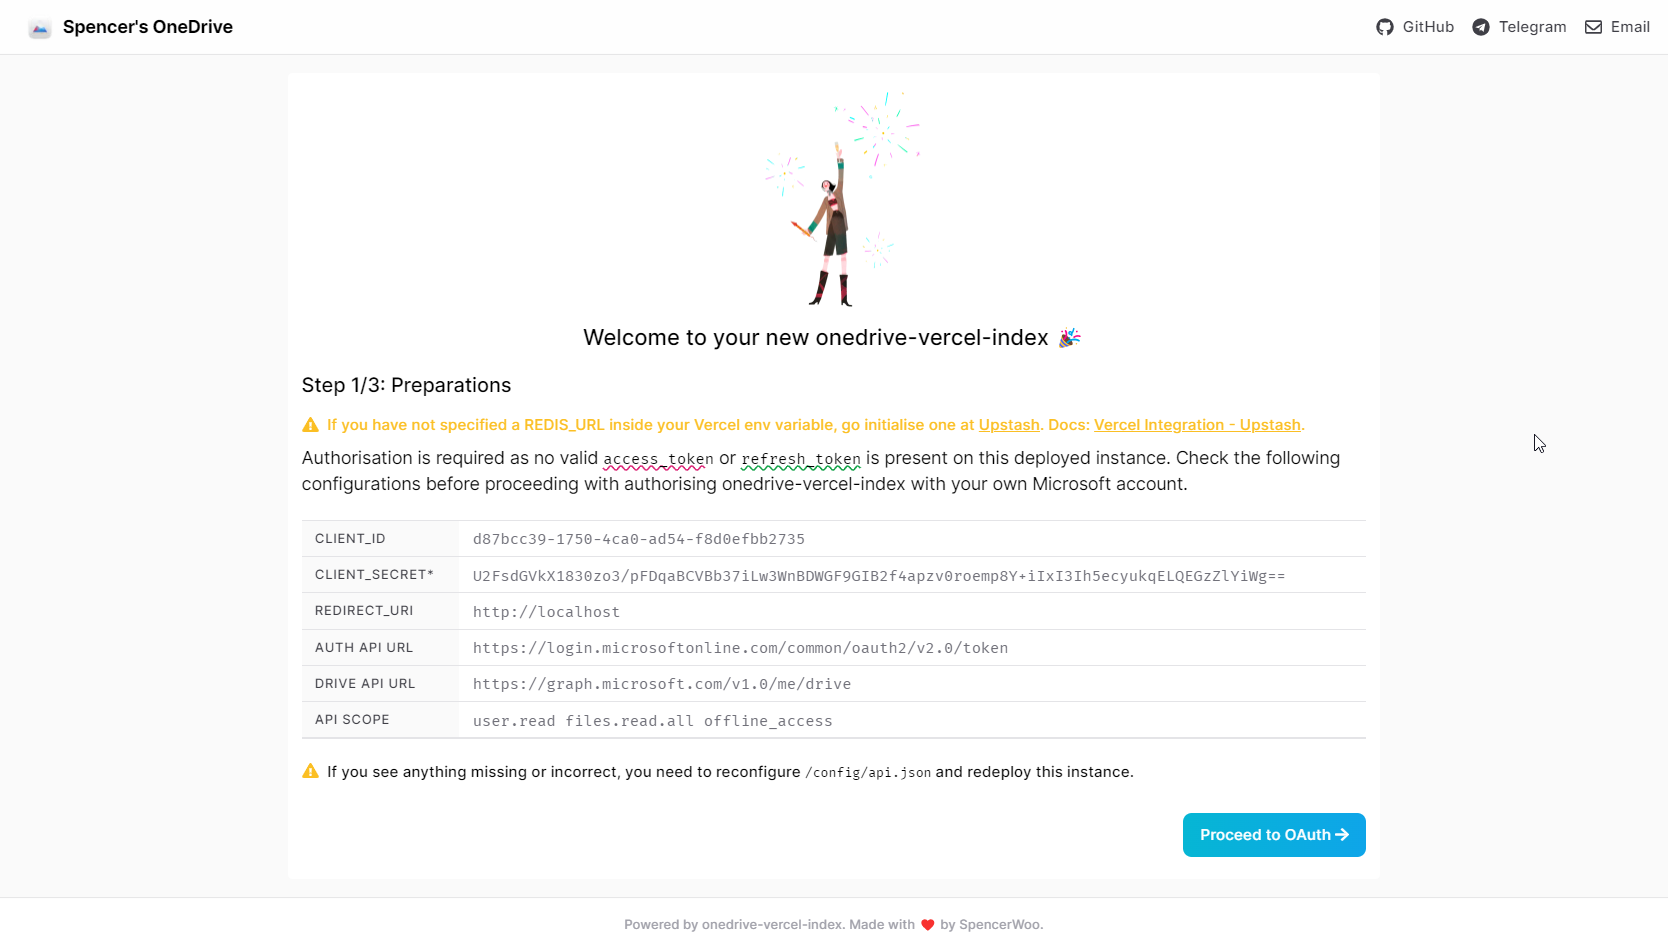 Spencer's OneDrive
GitHub Telegram Email
Welcome to your new onedrive-vercel-index 🎉
Step 1/3: Preparations
If you have not specified a REDIS_URL inside your Vercel env variable, go initialise one at Upstash. Docs: Vercel Integration - Upstash.
Authorisation is required as no valid access_token or refresh_token is present on this deployed instance. Check the following
configurations before proceeding with authorising onedrive-vercel-index with your own Microsoft account.
CLIENT_ID d87bcc39-1750-4ca0-ad54-f8d0efbb2735
CLIENT_SECRET* U2FsdGVkX1830zo3/pFDqaBCVBb37iLw3WnBDWGF9GIB2f4apzv0roemp8Y+iIxI3Ih5ecyukqELQEGzZlYiWg==
REDIRECT_URI http://localhost
AUTH API URL https://login.microsoftonline.com/common/oauth2/v2.0/token
DRIVE API URL https://graph.microsoft.com/v1.0/me/drive
API SCOPE user.read files.read.all offline_access
If you see anything missing or incorrect, you need to reconfigure /config/api.json and redeploy this instance.
Proceed to OAuth →
Powered by onedrive-vercel-index. Made with ❤ by SpencerWoo.